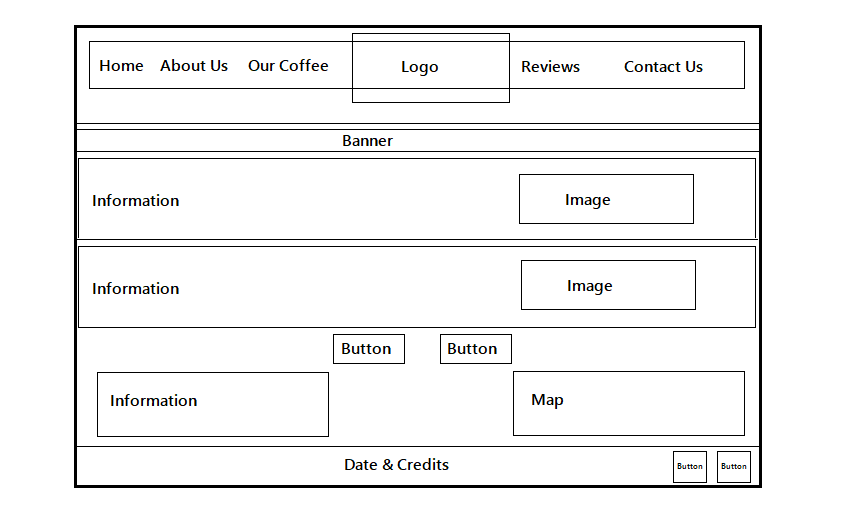 Home About Us Our Coffee Logo Reviews Contact Us
Banner
Information Image
Information Image
Button Button
Information Map
Date & Credits Button Button